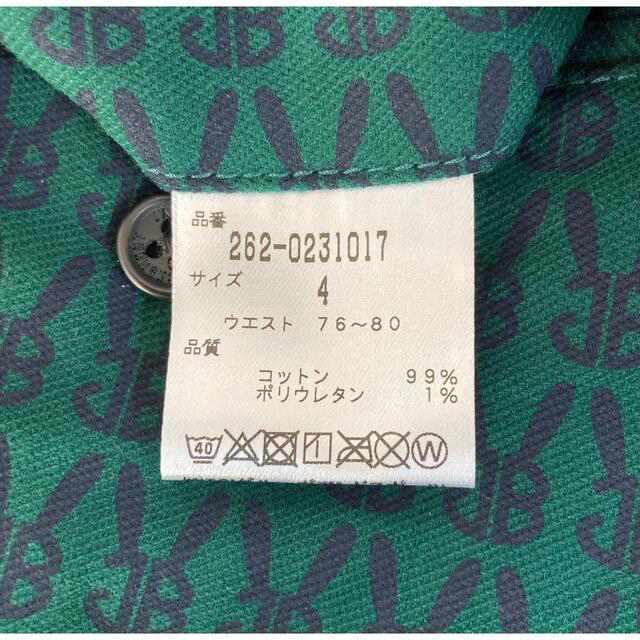 品番
262-0231017
サイズ
4
ウエスト 76～80
品質
コットン 99%
ポリウレタン 1%
40
W